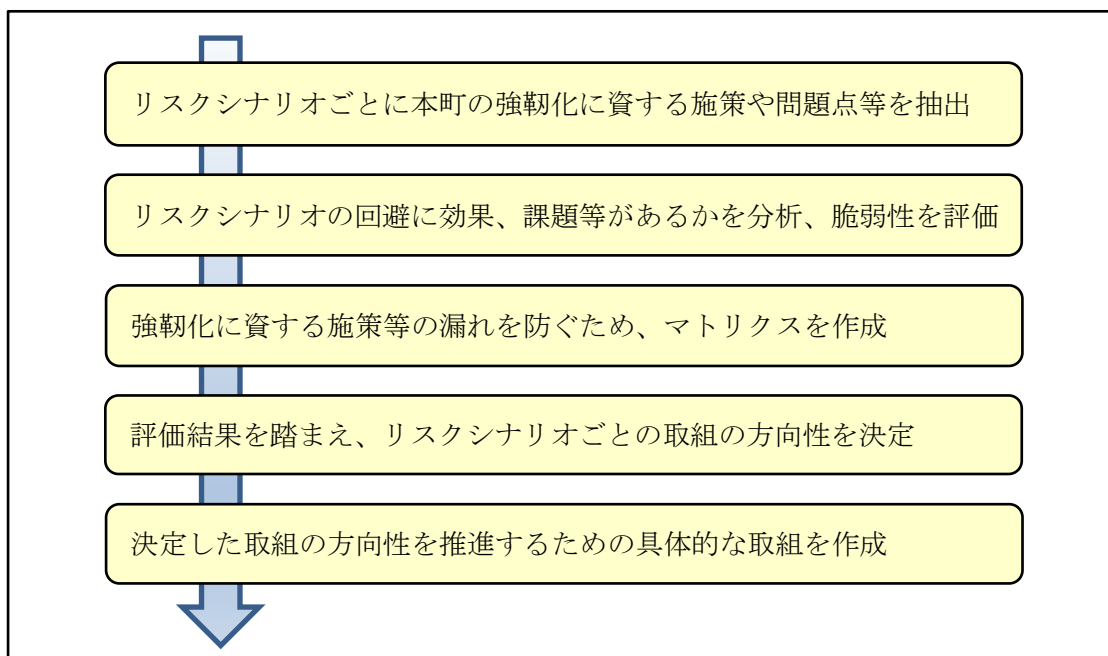 リスクシナリオごとに本町の強靭化に資する施策や問題点等を抽出
リスクシナリオの回避に効果、課題等があるかを分析、脆弱性を評価
強靭化に資する施策等の漏れを防ぐため、マトリクスを作成
評価結果を踏まえ、リスクシナリオごとの取組の方向性を決定
決定した取組の方向性を推進するための具体的な取組を作成